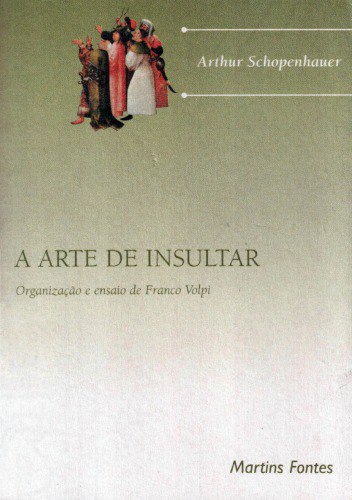 Arthur Schopenhauer
A ARTE DE INSULTAR
Organização e ensaio de Franco Volpi
Martins Fontes